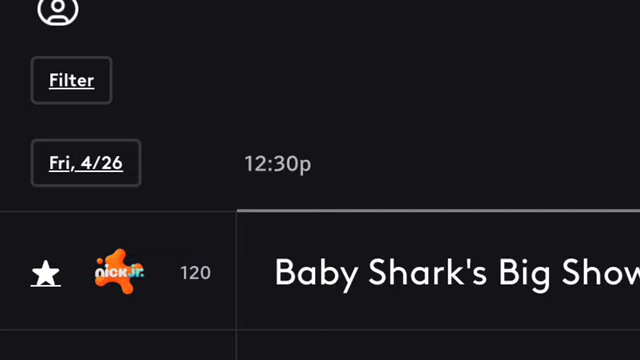 Filter
Fri, 4/26
12:30p
nick jr.
120
Baby Shark's Big Show